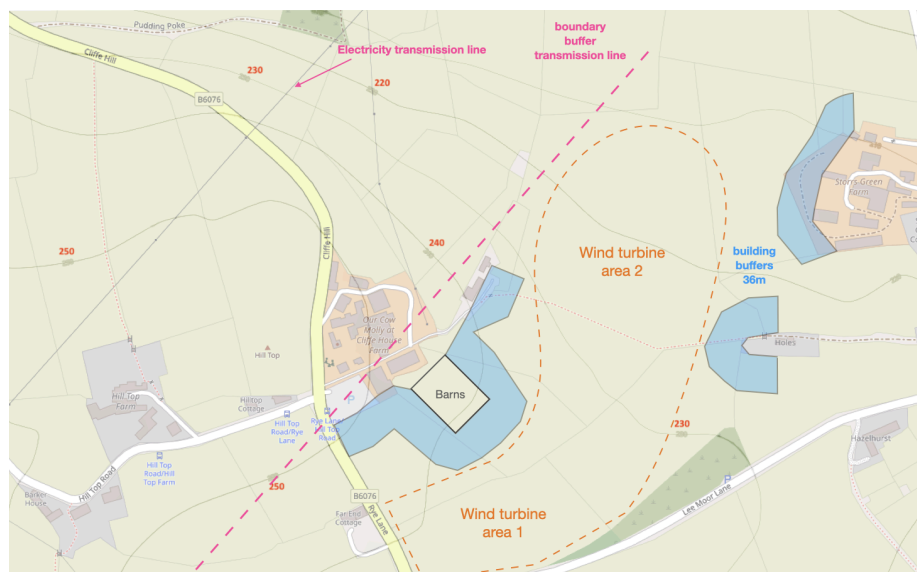 Pudding Poke
Cliffe Hill
230
Electricity transmission line
boundary
buffer
transmission line
220
B6076
Storrs Green
Farm
250
Cliffe Hill
240
Wind turbine
area 2
building
buffers
36m
Our Cow
Molly at
Cliffe House
Farm
Hill Top
Holes
Hill Top
Farm
Barns
Hilltop
Cottage
P
Hill Top
Road/Rye
Lane
Rye Lane/
Hill Top
Road
230
Hazelhurst
Hill Top
Road/Hill
Top Farm
Hill Top Road
250
P
Barker
House
B6076
Rye Lane
Far End
Cottage
Wind turbine
area 1
Lee Moor Lane